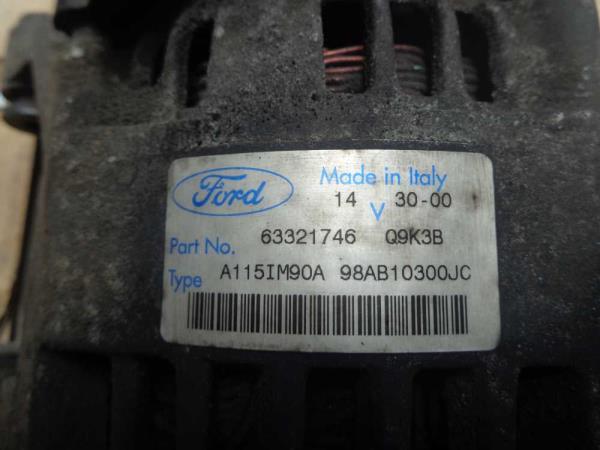 Ford Made in Italy
14 V 30-00
Part No. 63321746 Q9K3B
Type A115IM90A 98AB10300JC